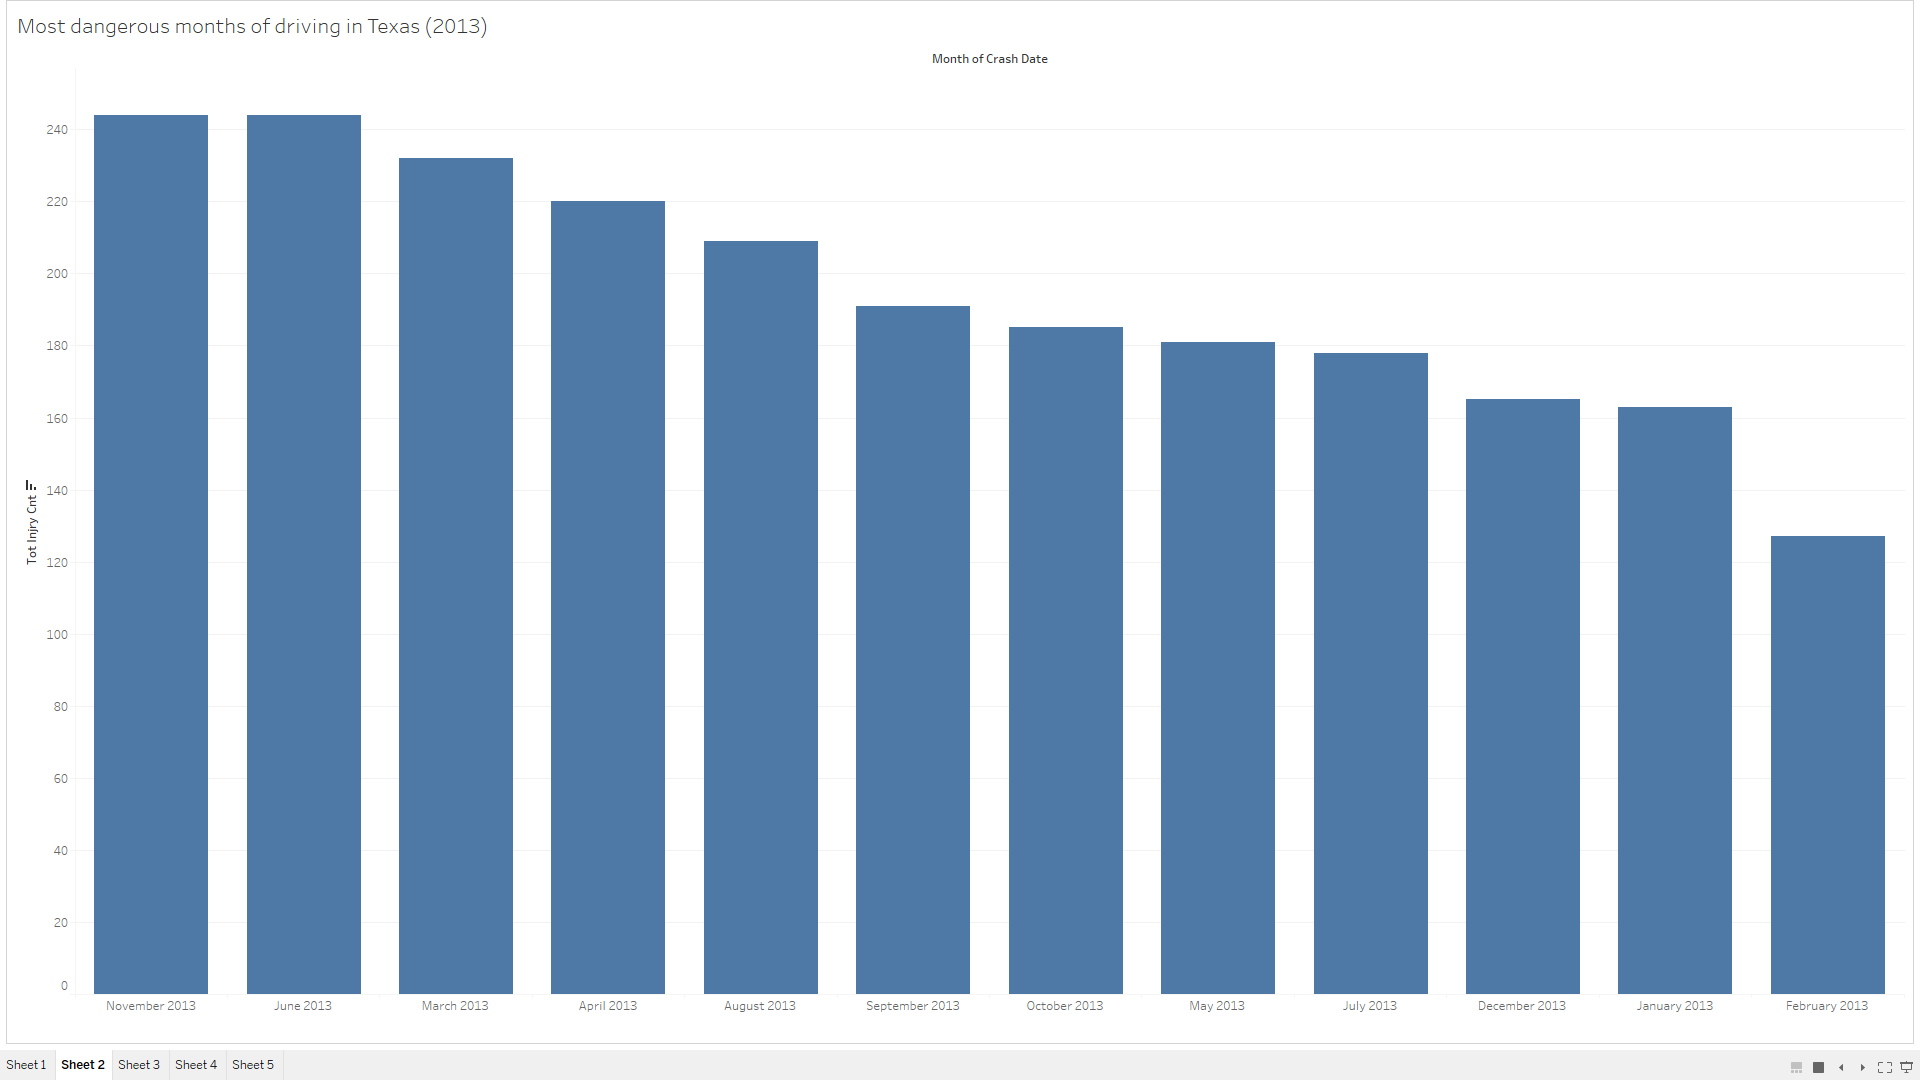 Most dangerous months of driving in Texas (2013)
Month of Crash Date
240
220
200
180
160
140
120
100
80
60
40
20
0
Tot Injry Cnt
November 2013 June 2013 March 2013 April 2013 August 2013 September 2013 October 2013 May 2013 July 2013 December 2013 January 2013 February 2013
Sheet 1 Sheet 2 Sheet 3 Sheet 4 Sheet 5